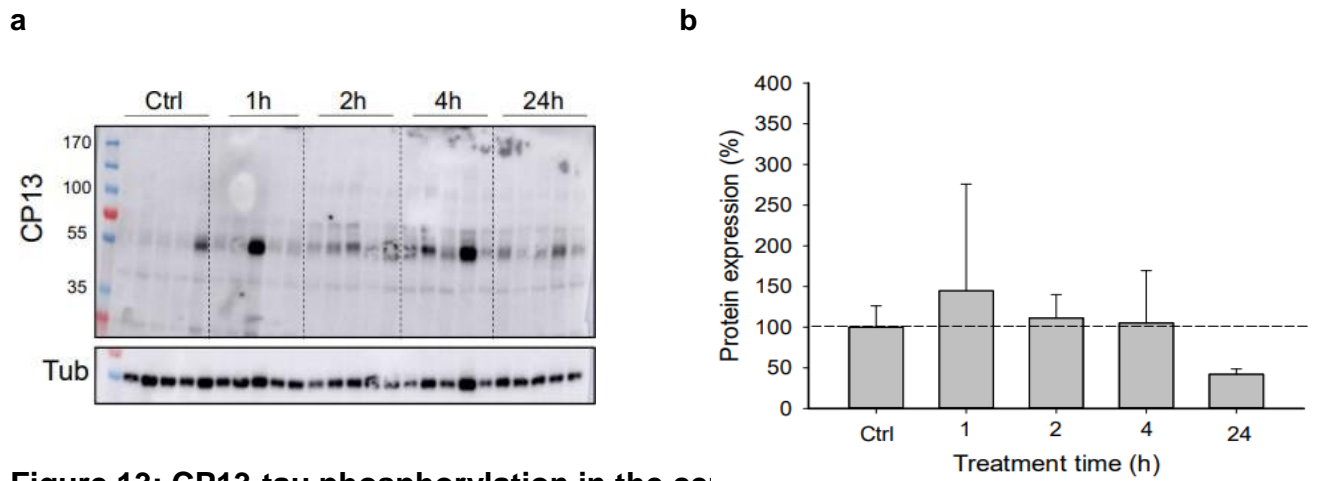 a
b
Ctrl 1h 2h 4h 24h
170
100
55
35
CP13
Tub
400
350
300
250
200
150
100
50
0
Protein expression (%)
Ctrl 1 2 4 24
Treatment time (h)
Figure 13: CP13 tau phosphorylation in the